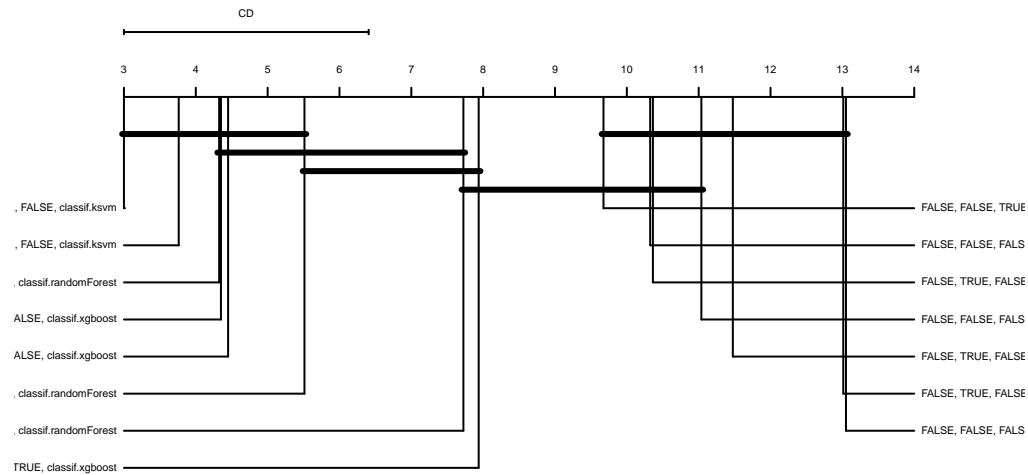 CD
3 4 5 6 7 8 9 10 11 12 13 14
, FALSE, classif.ksvm
, FALSE, classif.ksvm
, classif.randomForest
ALSE, classif.xgboost
ALSE, classif.xgboost
, classif.randomForest
, classif.randomForest
TRUE, classif.xgboost
FALSE, FALSE, TRUE
FALSE, FALSE, FALS
FALSE, TRUE, FALSE
FALSE, FALSE, FALS
FALSE, TRUE, FALSE
FALSE, TRUE, FALSE
FALSE, FALSE, FALS